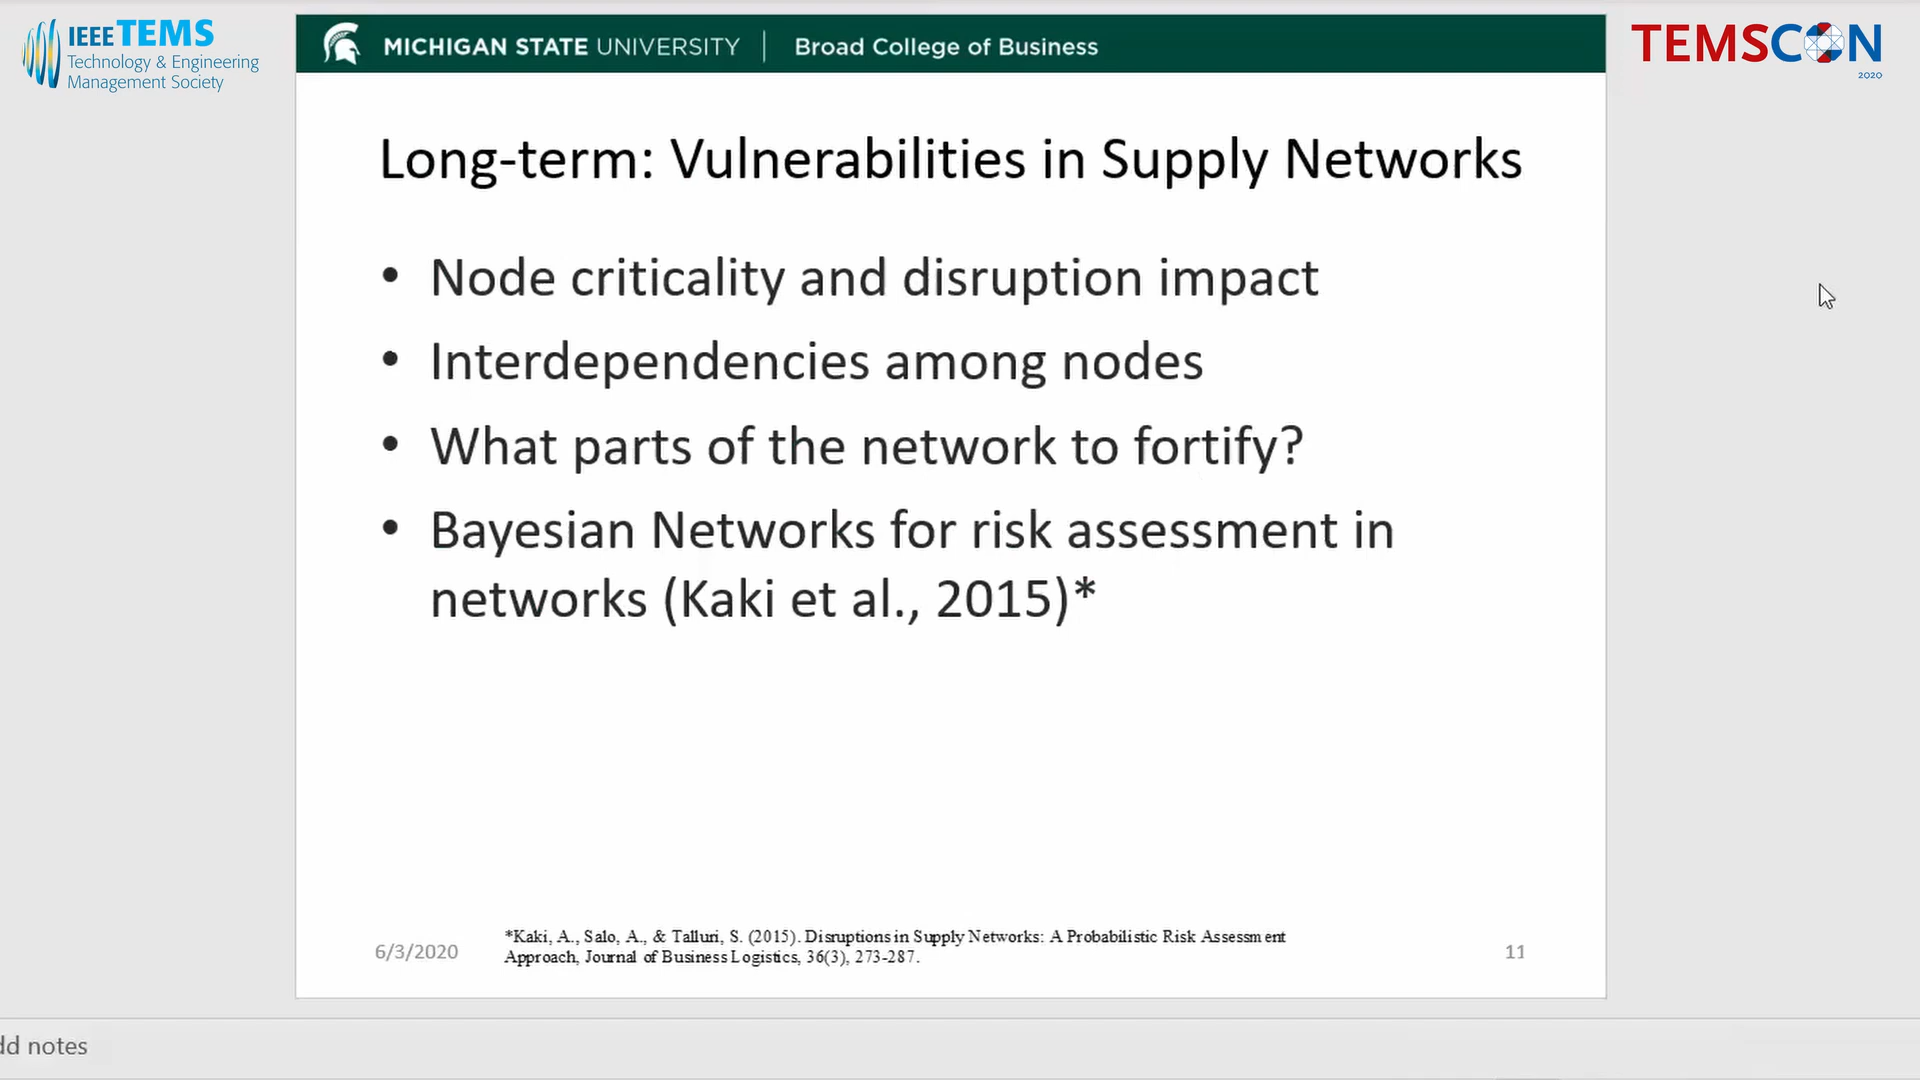 IEEE TEMS
Technology & Engineering
Management Society
MICHIGAN STATE UNIVERSITY | Broad College of Business
TEMSCON
2020
Long-term: Vulnerabilities in Supply Networks
• Node criticality and disruption impact
• Interdependencies among nodes
• What parts of the network to fortify?
• Bayesian Networks for risk assessment in
networks (Kaki et al., 2015)*
6/3/2020
*Kaki, A., Salo, A., & Talluri, S. (2015). Disruptions in Supply Networks: A Probabilistic Risk Assessment
Approach, Journal of Business Logistics, 36(3), 273-287.
11
dd notes